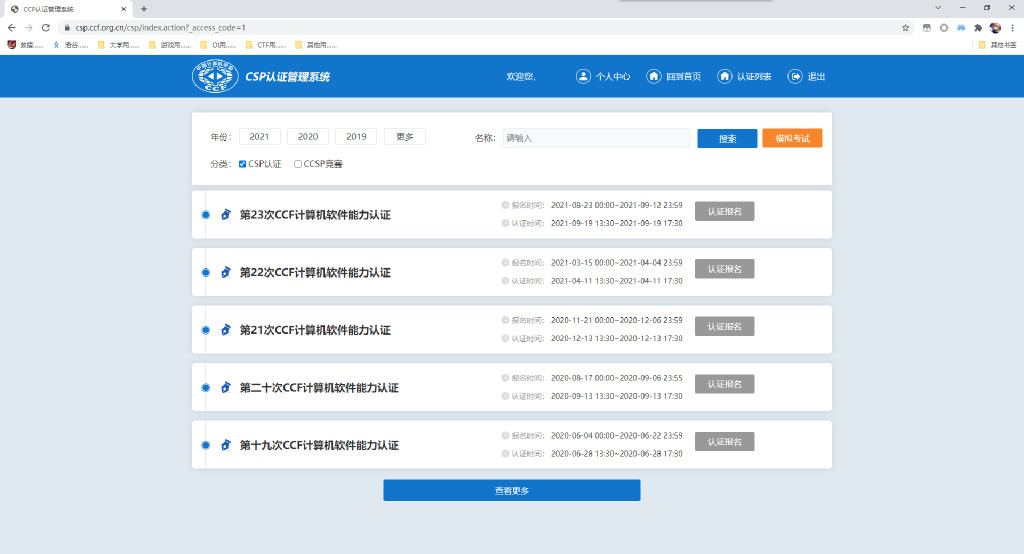 CCF认证管理系统
csp.ccf.org.cn/csp/index.action?_access_code=1
大学用……
游戏用……
OI用……
CTF用……
其他用……
其他书签
CCF
CSP认证管理系统
欢迎您，
个人中心
回到首页
认证列表
退出
年份：
2021
2020
2019
更多
名称：
请输入
搜索
模拟考试
分类：
CSP认证
CCSP竞赛
第23次CCF计算机软件能力认证
报名时间： 2021-08-23 00:00~2021-09-12 23:59
认证时间： 2021-09-19 13:30~2021-09-19 17:30
认证报名
第22次CCF计算机软件能力认证
报名时间： 2021-03-15 00:00~2021-04-04 23:59
认证时间： 2021-04-11 13:30~2021-04-11 17:30
认证报名
第21次CCF计算机软件能力认证
报名时间： 2020-11-21 00:00~2020-12-06 23:59
认证时间： 2020-12-13 13:30~2020-12-13 17:30
认证报名
第二十次CCF计算机软件能力认证
报名时间： 2020-08-17 00:00~2020-09-06 23:55
认证时间： 2020-09-13 13:30~2020-09-13 17:30
认证报名
第十九次CCF计算机软件能力认证
报名时间： 2020-06-04 00:00~2020-06-22 23:59
认证时间： 2020-06-28 13:30~2020-06-28 17:30
认证报名
查看更多